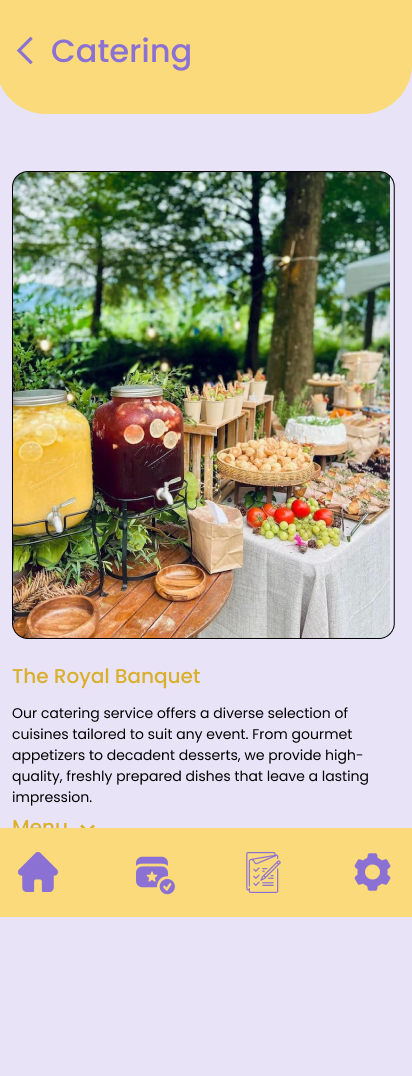 Catering
The Royal Banquet
Our catering service offers a diverse selection of
cuisines tailored to suit any event. From gourmet
appetizers to decadent desserts, we provide high-
quality, freshly prepared dishes that leave a lasting
impression.
Menu